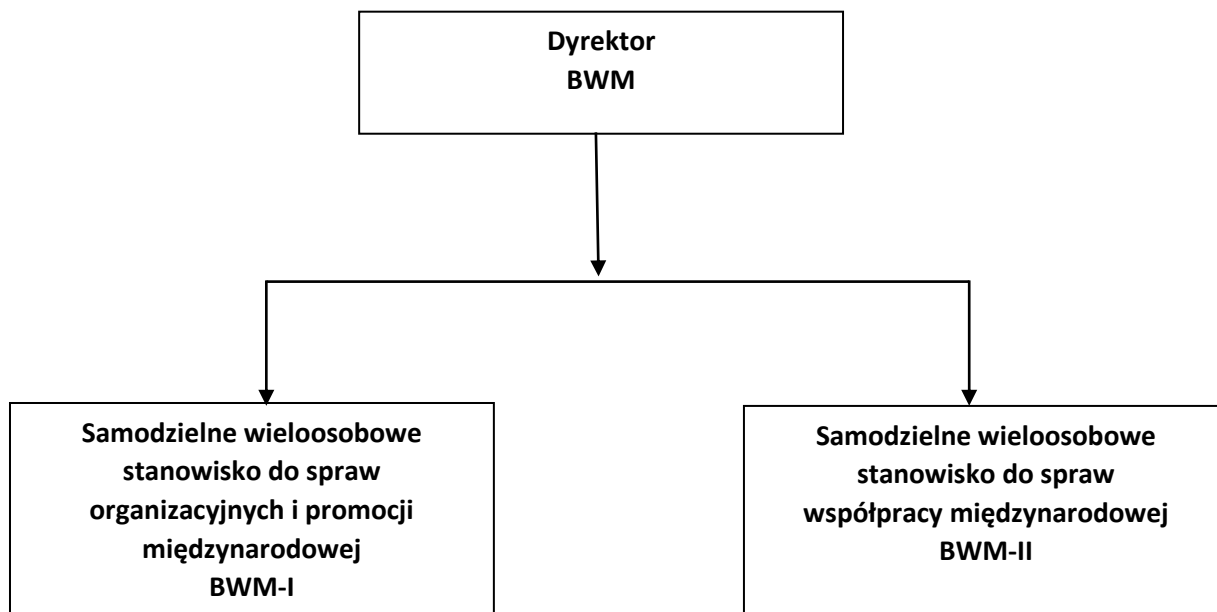 Dyrektor
BWM
Samodzielne wieloosobowe
stanowisko do spraw
organizacyjnych i promocji
międzynarodowej
BWM-I
Samodzielne wieloosobowe
stanowisko do spraw
współpracy międzynarodowej
BWM-II